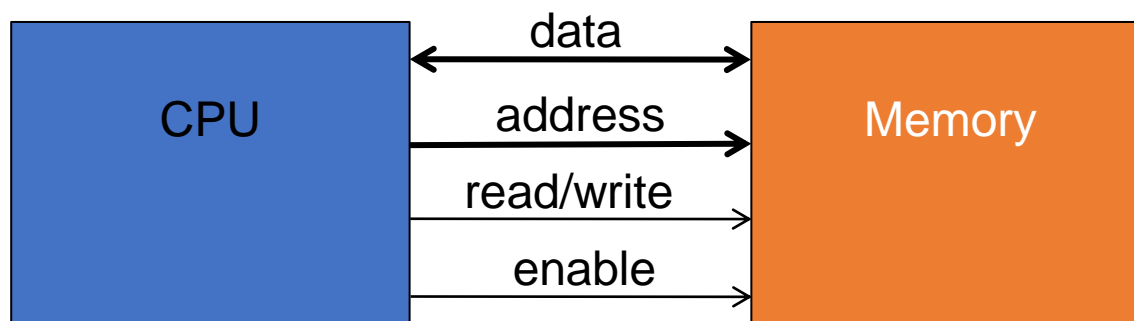 data
CPU
address
Memory
read/write
enable